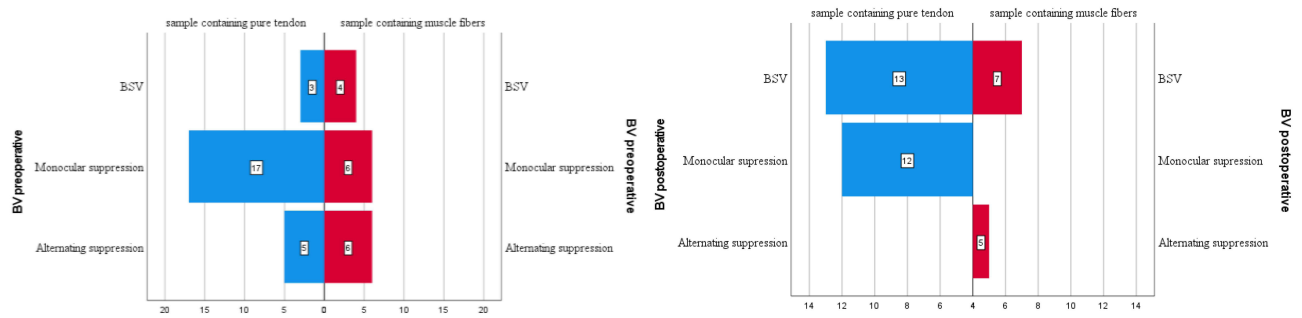 sample containing pure tendon sample containing muscle fibers
BV preoperative
BSV
3
4
BSV
Monocular suppression
17
6
Monocular suppression
Alternating suppression
5
6
Alternating suppression
BV preoperative
20 15 10 5 0 5 10 15 20
sample containing pure tendon sample containing muscle fibers
BV postoperative
BSV
13
7
BSV
Monocular supression
12
Monocular supression
Alternating suppression
5
Alternating suppression
BV postoperative
14 12 10 8 6 4 6 8 10 12 14